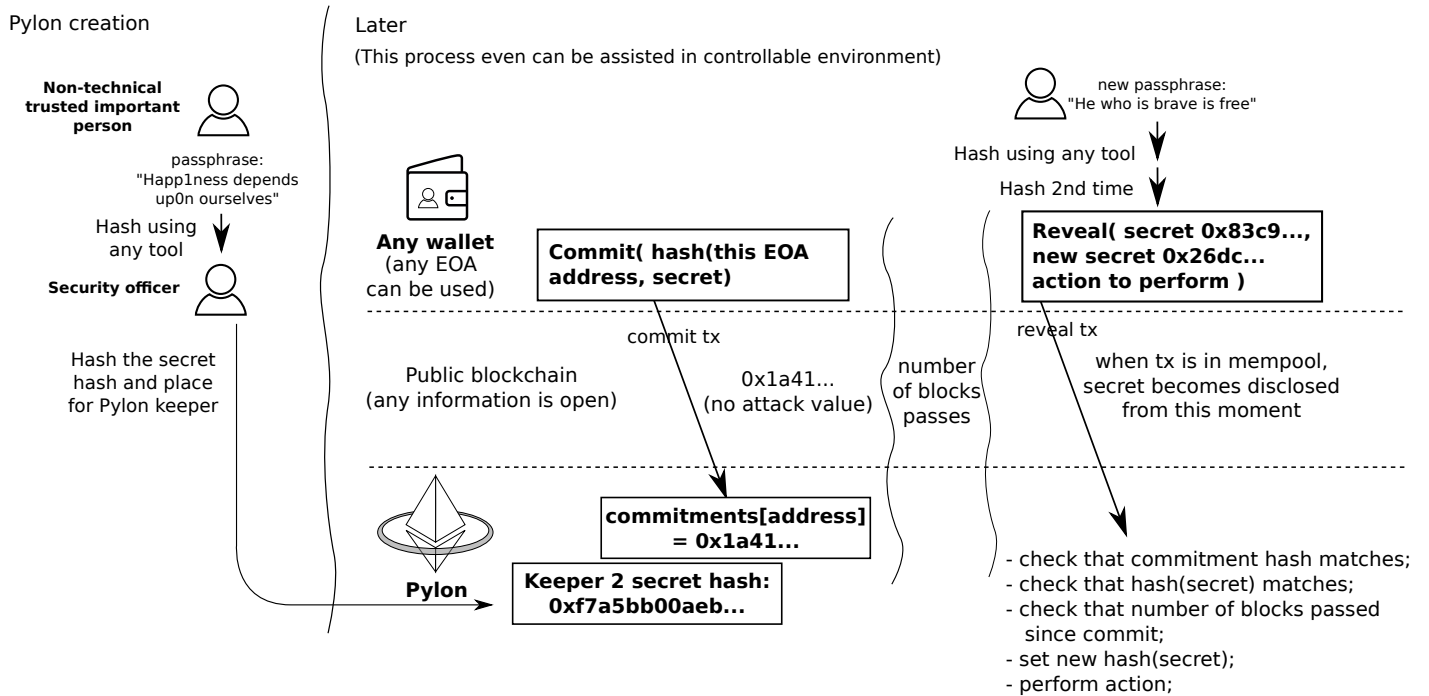 Pylon creation
Non-technical
trusted important
person
passphrase:
"Happ1ness depends
up0n ourselves"
Hash using
any tool
Security officer
Hash the secret
hash and place
for Pylon keeper
Later
(This process even can be assisted in controllable environment)
Any wallet
(any EOA
can be used)
Commit( hash(this EOA
address, secret)
commit tx
Public blockchain
(any information is open)
0x1a41...
(no attack value)
Pylon
commitments[address]
= 0x1a41...
Keeper 2 secret hash:
0xf7a5bb00aeb...
number
of blocks
passes
new passphrase:
"He who is brave is free"
Hash using any tool
Hash 2nd time
Reveal( secret 0x83c9...,
new secret 0x26dc...
action to perform )
reveal tx
when tx is in mempool,
secret becomes disclosed
from this moment
- check that commitment hash matches;
- check that hash(secret) matches;
- check that number of blocks passed
since commit;
- set new hash(secret);
- perform action;